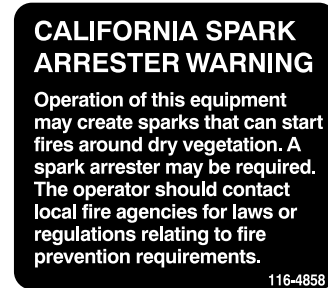 CALIFORNIA SPARK
ARRESTER WARNING
Operation of this equipment
may create sparks that can start
fires around dry vegetation. A
spark arrester may be required.
The operator should contact
local fire agencies for laws or
regulations relating to fire
prevention requirements.
116-4858